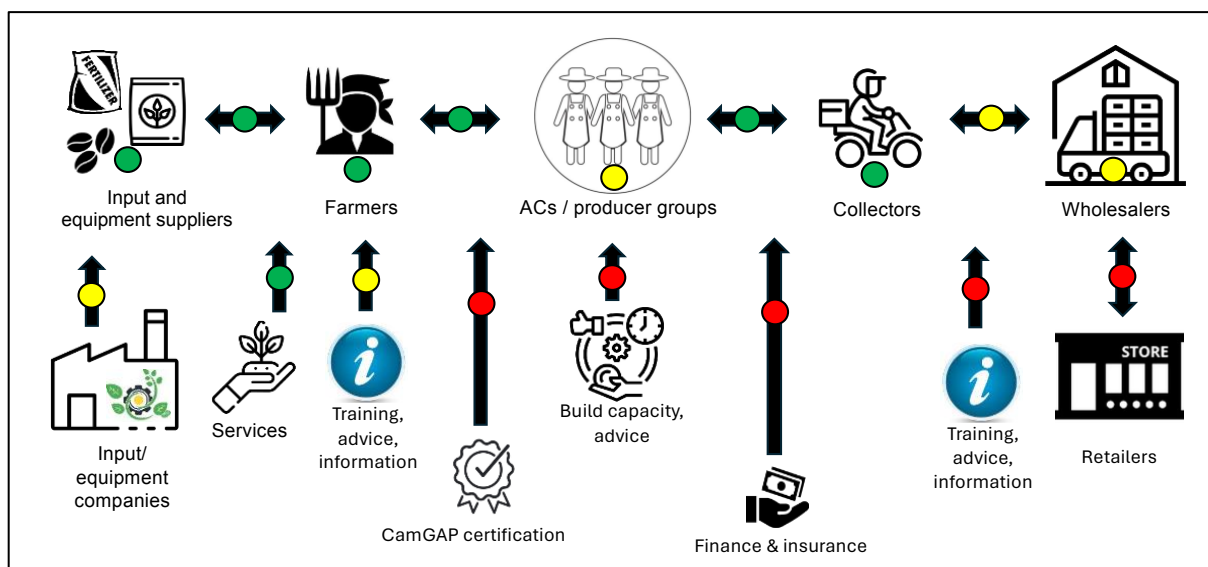 FERTILIZER
Input and
equipment suppliers
Farmers
ACs / producer groups
Collectors
Wholesalers
Input/
equipment
companies
Services
i
Training,
advice,
information
CamGAP certification
Build capacity,
advice
Finance & insurance
i
Training,
advice,
information
STORE
Retailers